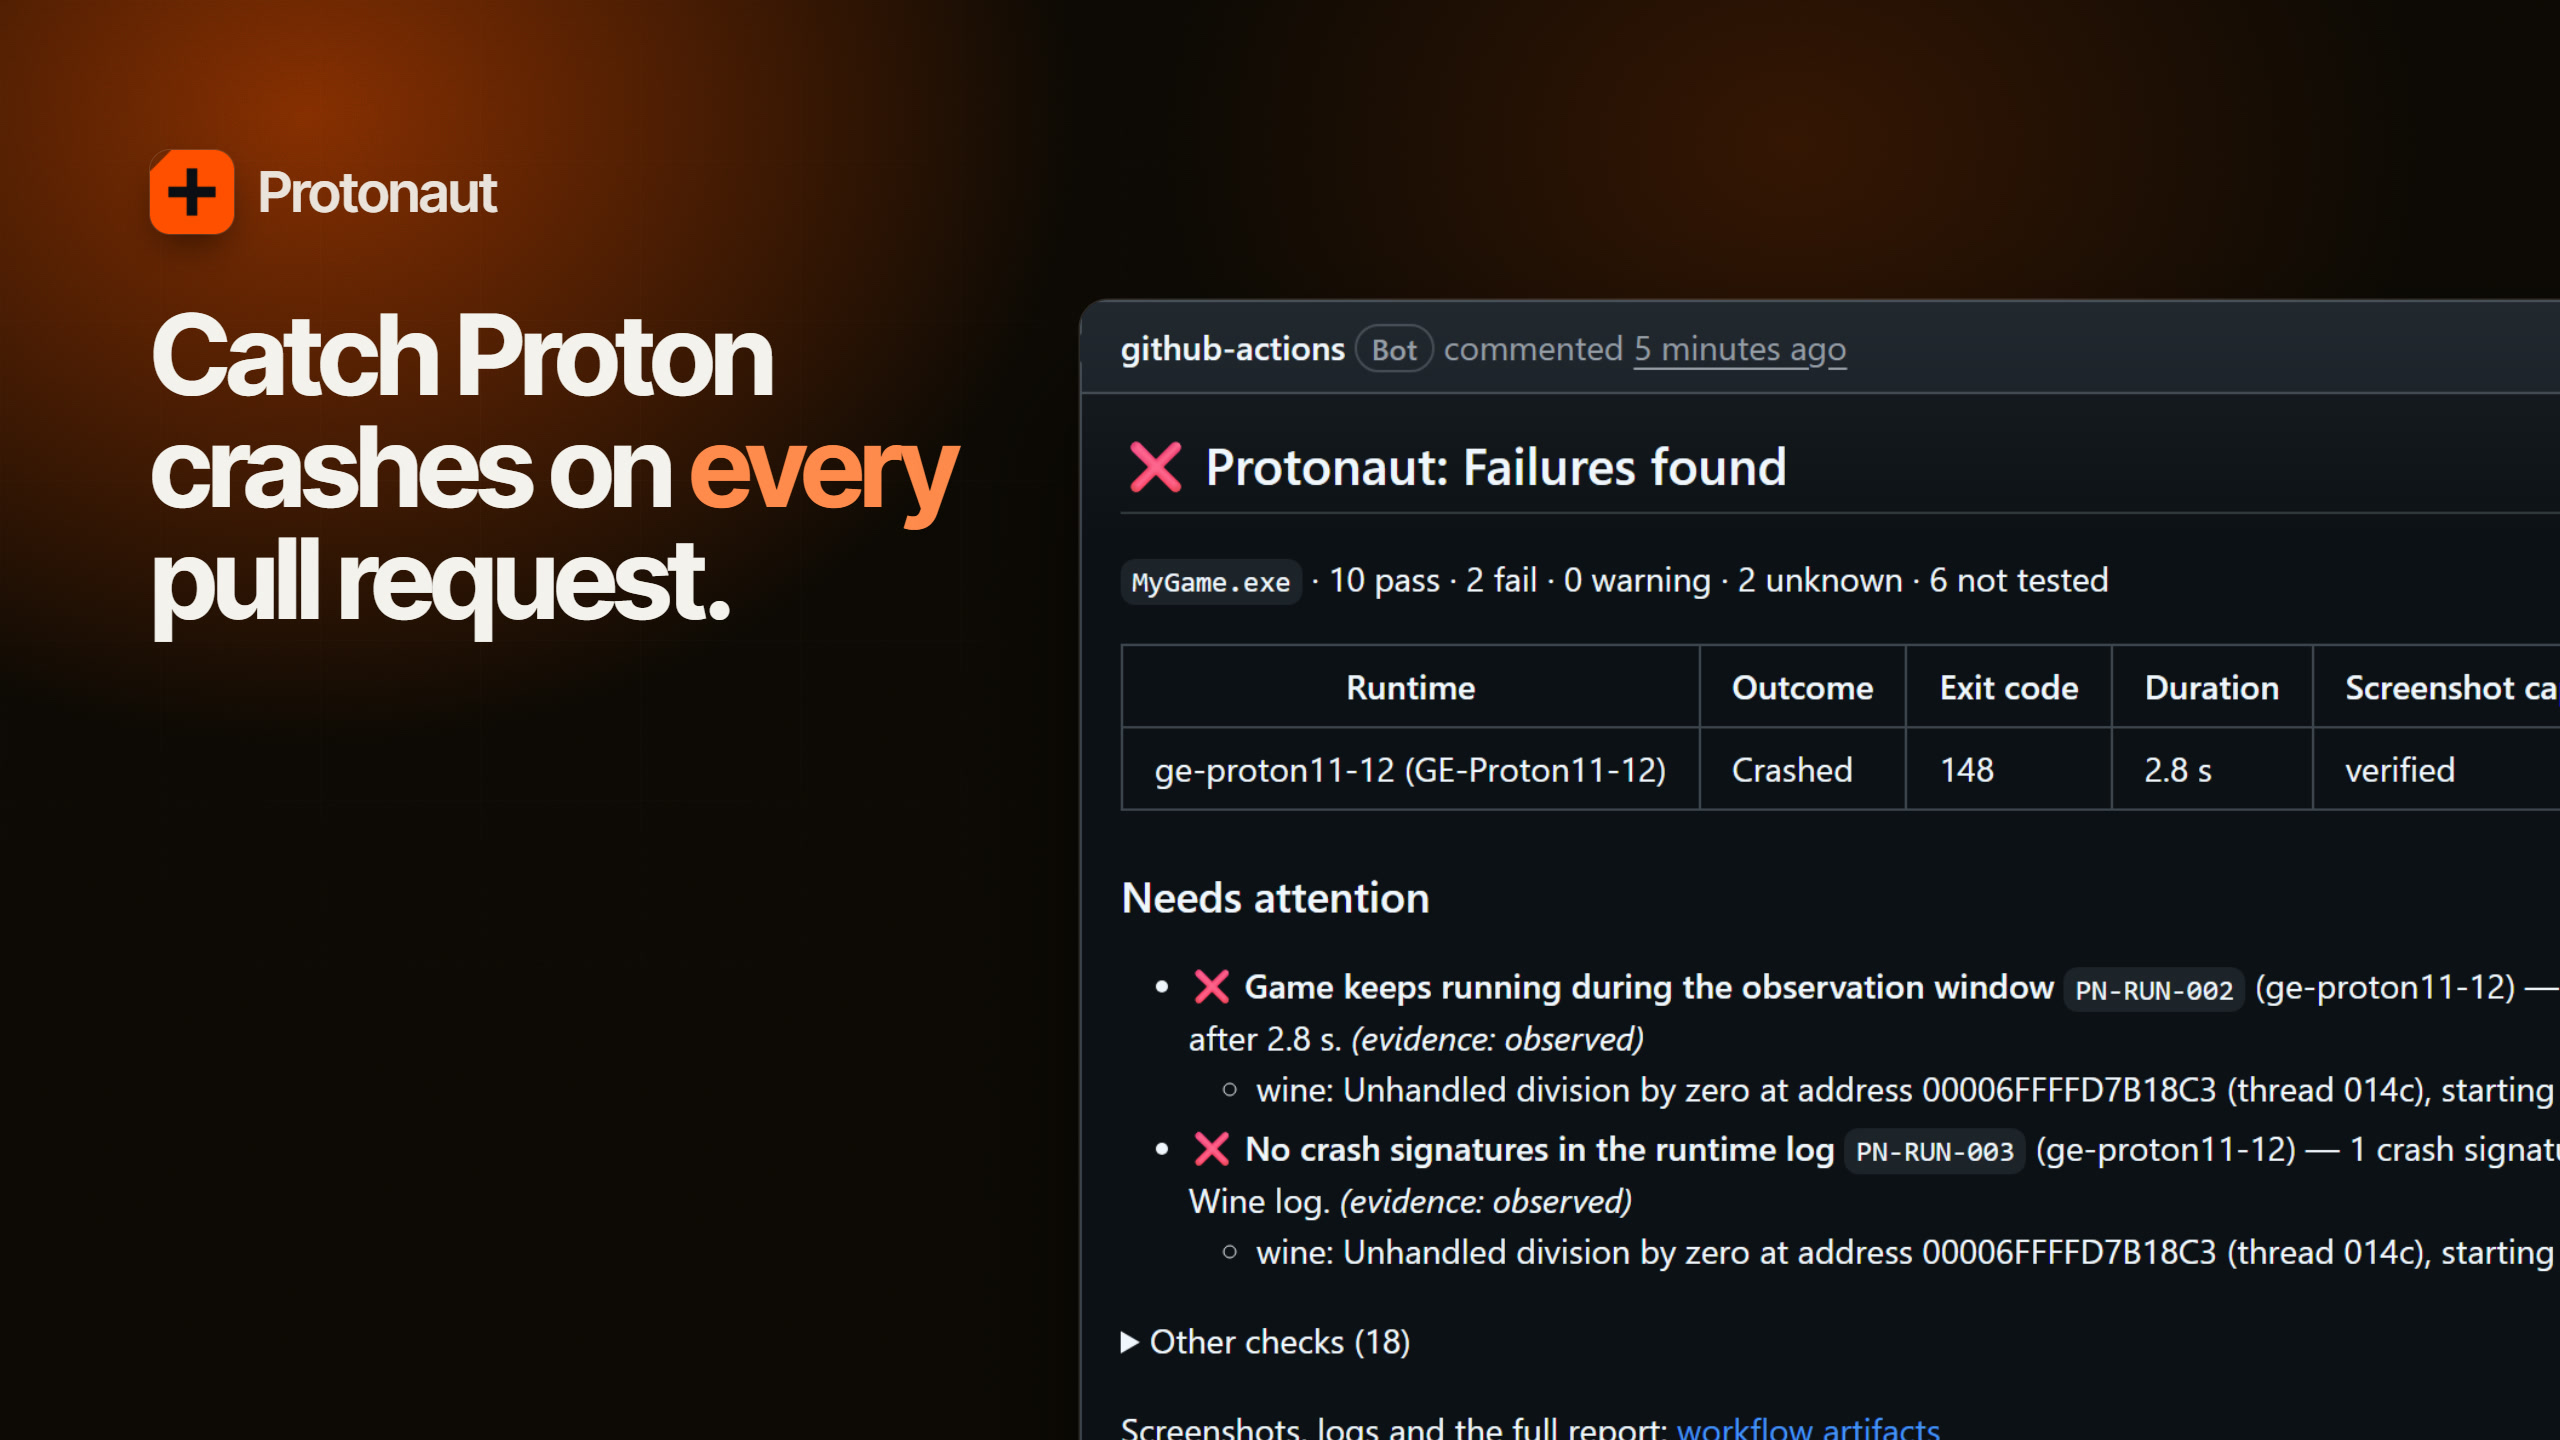 Protonaut
Catch Proton
crashes on every
pull request.
github-actions Bot commented 5 minutes ago
❌ Protonaut: Failures found
MyGame.exe · 10 pass · 2 fail · 0 warning · 2 unknown · 6 not tested
Runtime Outcome Exit code Duration Screenshot ca
ge-proton11-12 (GE-Proton11-12) Crashed 148 2.8 s verified
Needs attention
• ❌ Game keeps running during the observation window PN-RUN-002 (ge-proton11-12) —
after 2.8 s. (evidence: observed)
○ wine: Unhandled division by zero at address 00006FFFFD7B18C3 (thread 014c), starting
• ❌ No crash signatures in the runtime log PN-RUN-003 (ge-proton11-12) — 1 crash signatu
Wine log. (evidence: observed)
○ wine: Unhandled division by zero at address 00006FFFFD7B18C3 (thread 014c), starting
▶ Other checks (18)
Screenshots, logs and the full report: workflow artifacts